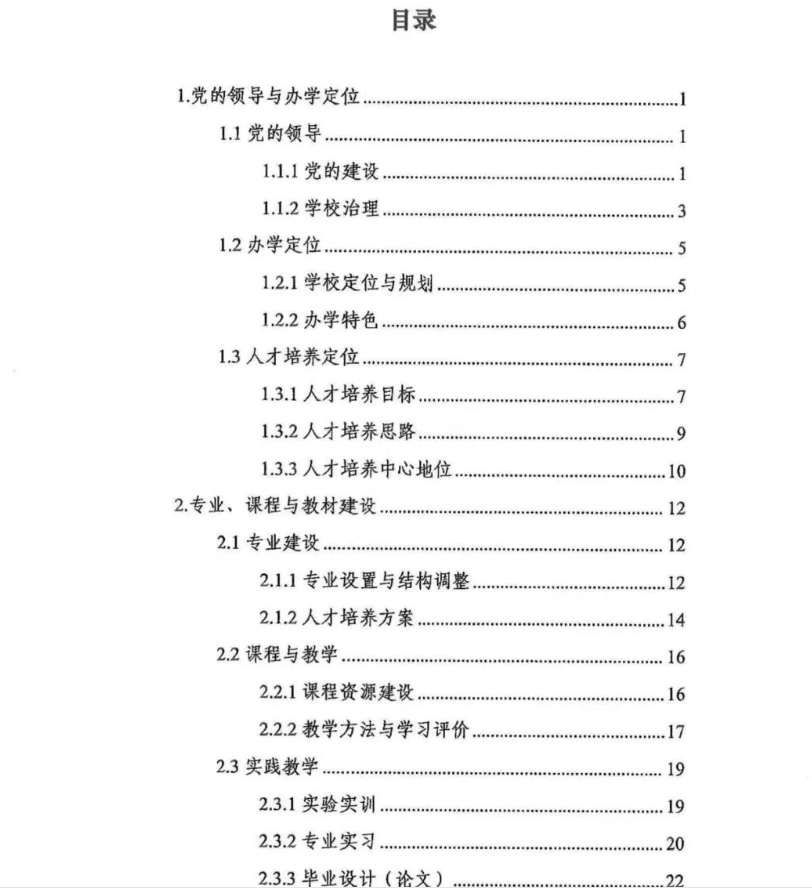 目录
1.党的领导与办学定位........................................1
1.1 党的领导........................................ 1
1.1.1 党的建设........................................1
1.1.2 学校治理........................................3
1.2 办学定位........................................ 5
1.2.1 学校定位与规划........................................5
1.2.2 办学特色........................................6
1.3 人才培养定位........................................ 7
1.3.1 人才培养目标........................................7
1.3.2 人才培养思路........................................9
1.3.3 人才培养中心地位........................................10
2.专业、课程与教材建设........................................ 12
2.1 专业建设........................................ 12
2.1.1 专业设置与结构调整........................................12
2.1.2 人才培养方案........................................14
2.2 课程与教学........................................ 16
2.2.1 课程资源建设........................................16
2.2.2 教学方法与学习评价........................................17
2.3 实践教学........................................ 19
2.3.1 实验实训........................................19
2.3.2 专业实习........................................20
2.3.3 毕业设计（论文）........................................22